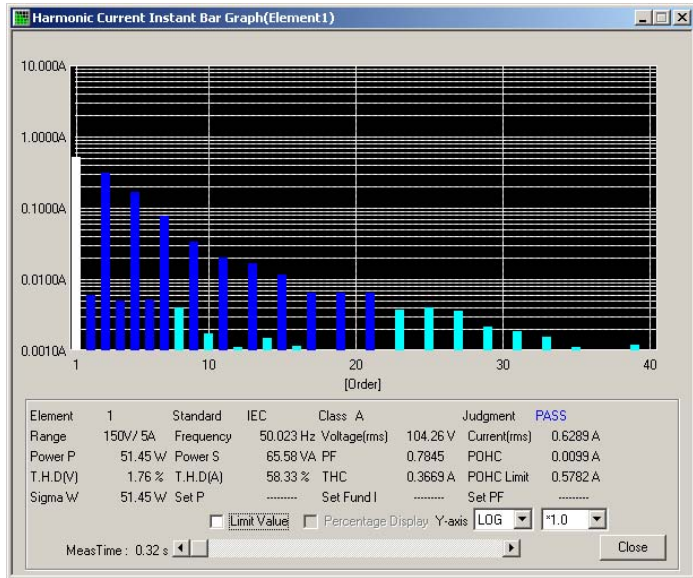 Harmonic Current Instant Bar Graph(Element1)
10.000A
1.0000A
0.1000A
0.0100A
0.0010A
1 10 20 30 40
[Order]
Element 1 Standard IEC Class A Judgment PASS
Range 150V/ 5A Frequency 50.023 Hz Voltage(rms) 104.26 V Current(rms) 0.6289 A
Power P 51.45 W Power S 65.58 VA PF 0.7845 POHC 0.0099 A
T.H.D(V) 1.76 % T.H.D(A) 58.33 % THC 0.3669 A POHC Limit 0.5782 A
Sigma W 51.45 W Set P -------- Set Fund I -------- Set PF --------
Limit Value Percentage Display Y-axis LOG *1.0
MeasTime : 0.32 s Close